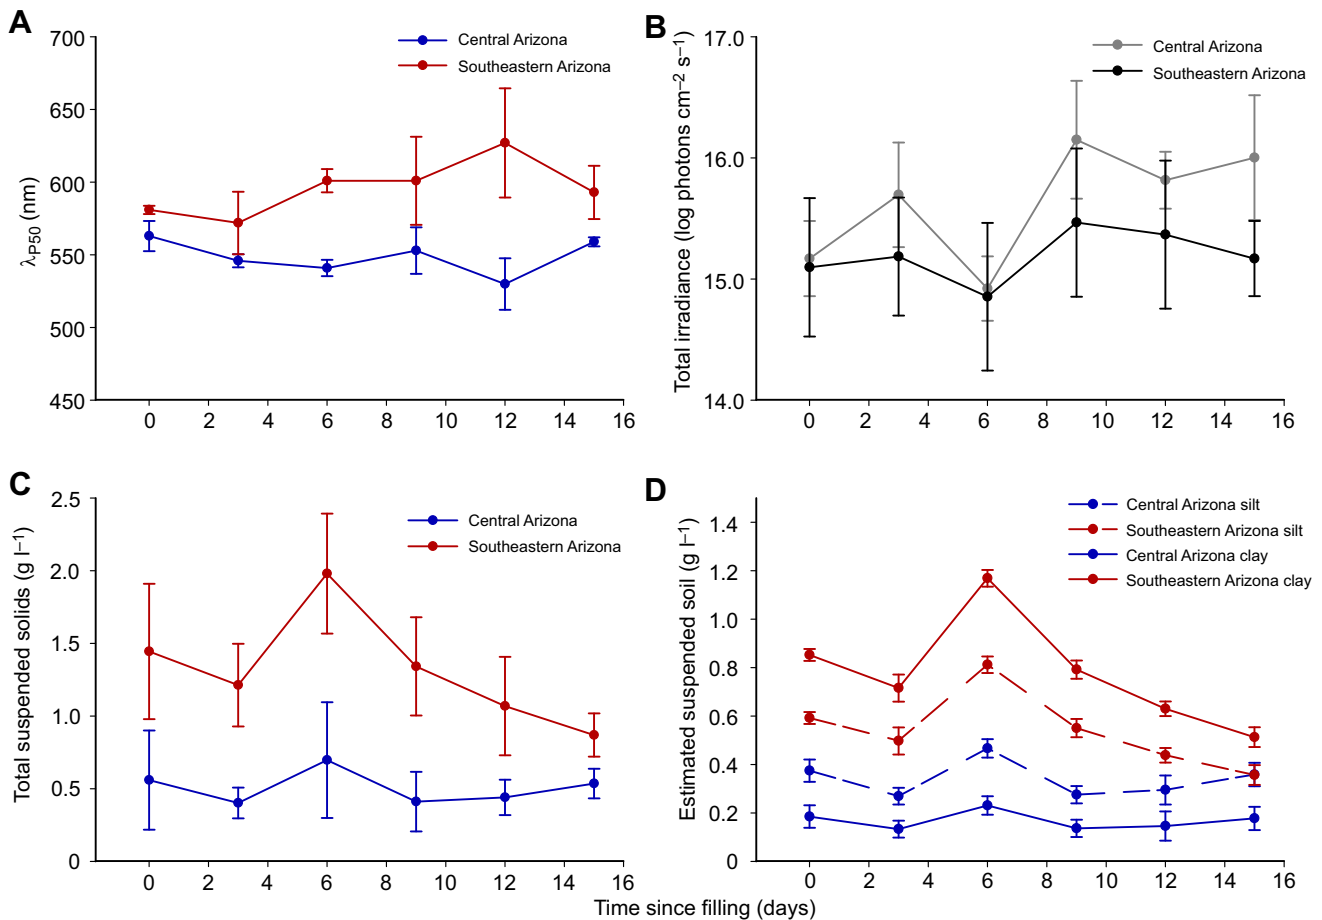 A
700
650
600
550
500
450
λP50 (nm)
Central Arizona
Southeastern Arizona
0 2 4 6 8 10 12 14 16
B
17.0
16.0
15.0
14.0
Total irradiance (log photons cm–2 s–1)
Central Arizona
Southeastern Arizona
0 2 4 6 8 10 12 14 16
C
2.5
2.0
1.5
1.0
0.5
0
Total suspended solids (g l–1)
Central Arizona
Southeastern Arizona
0 2 4 6 8 10 12 14 16
D
1.4
1.2
1.0
0.8
0.6
0.4
0.2
0
Estimated suspended soil (g l–1)
Central Arizona silt
Southeastern Arizona silt
Central Arizona clay
Southeastern Arizona clay
0 2 4 6 8 10 12 14 16
Time since filling (days)